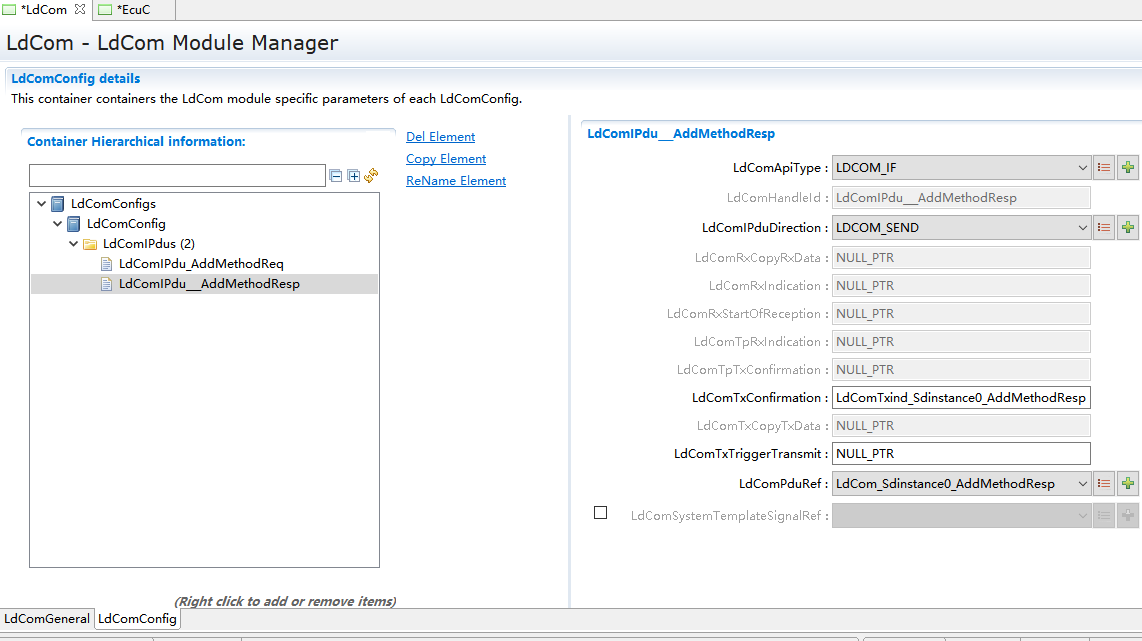 *LdCom
*EcuC
LdCom - LdCom Module Manager
LdComConfig details
This container containers the LdCom module specific parameters of each LdComConfig.
Container Hierarchical information:
Del Element
Copy Element
ReName Element
LdComConfigs
LdComConfig
LdComIPdus (2)
LdComIPdu_AddMethodReq
LdComIPdu__AddMethodResp
(Right click to add or remove items)
LdComIPdu__AddMethodResp
LdComApiType : LDCOM_IF
LdComHandleId : LdComIPdu__AddMethodResp
LdComIPduDirection : LDCOM_SEND
LdComRxCopyRxData : NULL_PTR
LdComRxIndication : NULL_PTR
LdComRxStartOfReception : NULL_PTR
LdComTpRxIndication : NULL_PTR
LdComTpTxConfirmation : NULL_PTR
LdComTxConfirmation : LdComTxind_Sdinstance0_AddMethodResp
LdComTxCopyTxData : NULL_PTR
LdComTxTriggerTransmit : NULL_PTR
LdComPduRef : LdCom_Sdinstance0_AddMethodResp
LdComSystemTemplateSignalRef :
LdComGeneral
LdComConfig